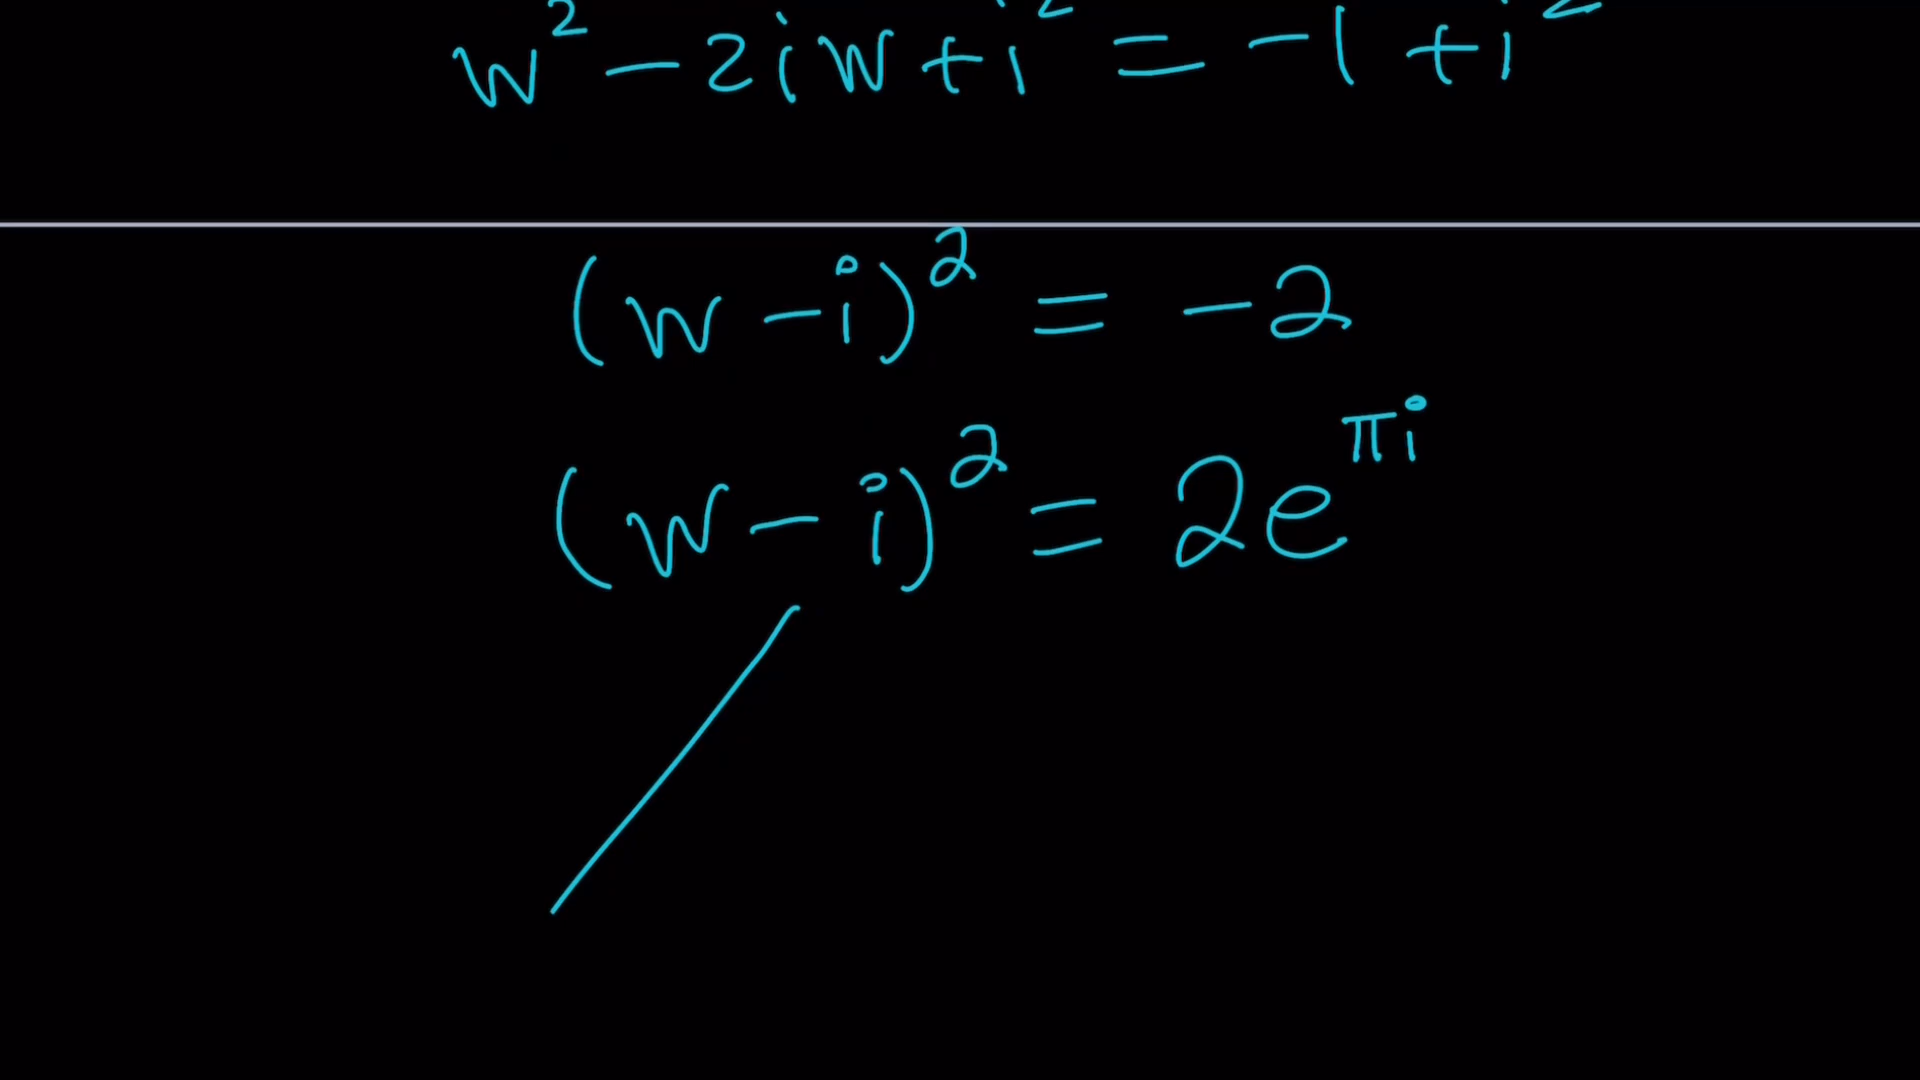 w² - 2iw + i² = -1 + i²
(w - i)² = -2
(w - i)² = 2e^{πi}